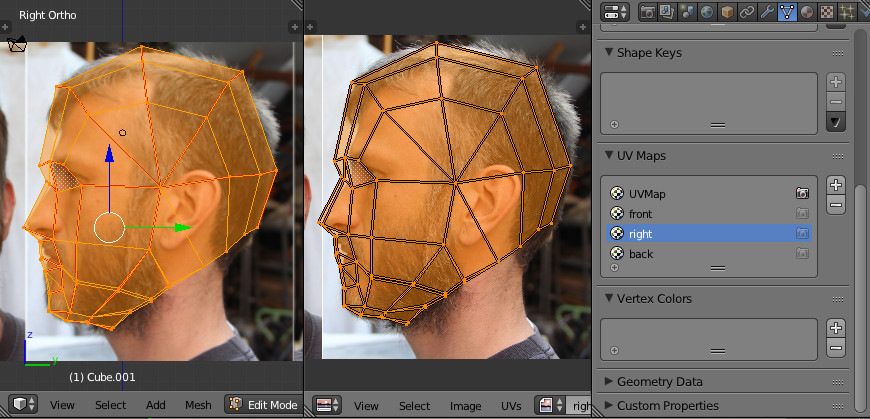 Right Ortho
Shape Keys
UV Maps
UVMap
front
right
back
Vertex Colors
Geometry Data
Custom Properties
z
y
(1) Cube.001
View Select Add Mesh Edit Mode
View Select Image UVs righ